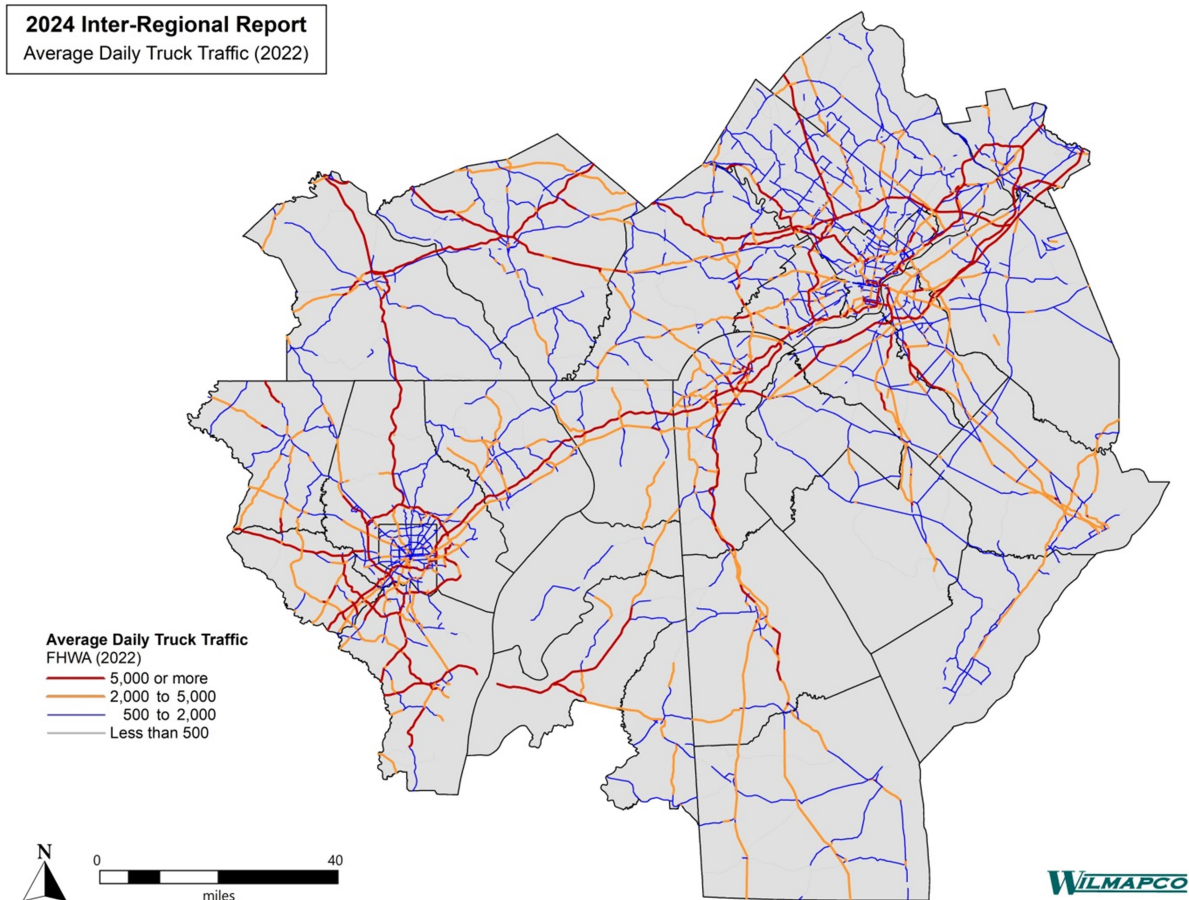 2024 Inter-Regional Report
Average Daily Truck Traffic (2022)
Average Daily Truck Traffic
FHWA (2022)
5,000 or more
2,000 to 5,000
500 to 2,000
Less than 500
N
0 40
miles
WILMAPCO